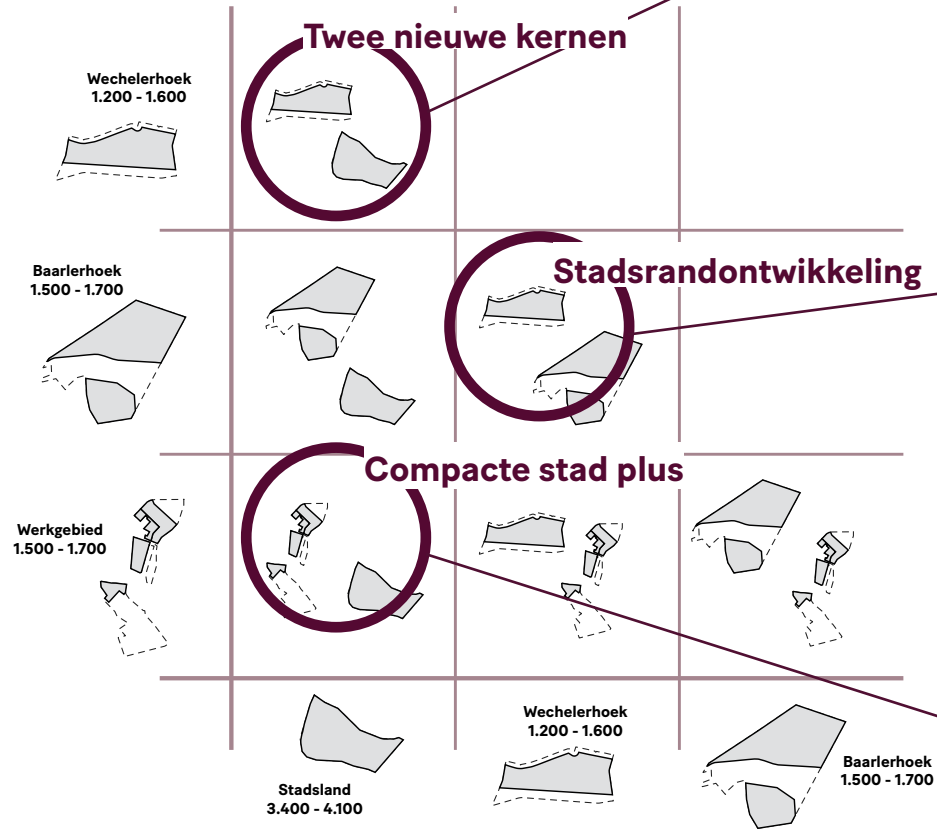 Twee nieuwe kernen
Wechelerhoek
1.200 - 1.600
Baarlerhoek
1.500 - 1.700
Stadsrandontwikkeling
Compacte stad plus
Werkgebied
1.500 - 1.700
Stadsland
3.400 - 4.100
Wechelerhoek
1.200 - 1.600
Baarlerhoek
1.500 - 1.700